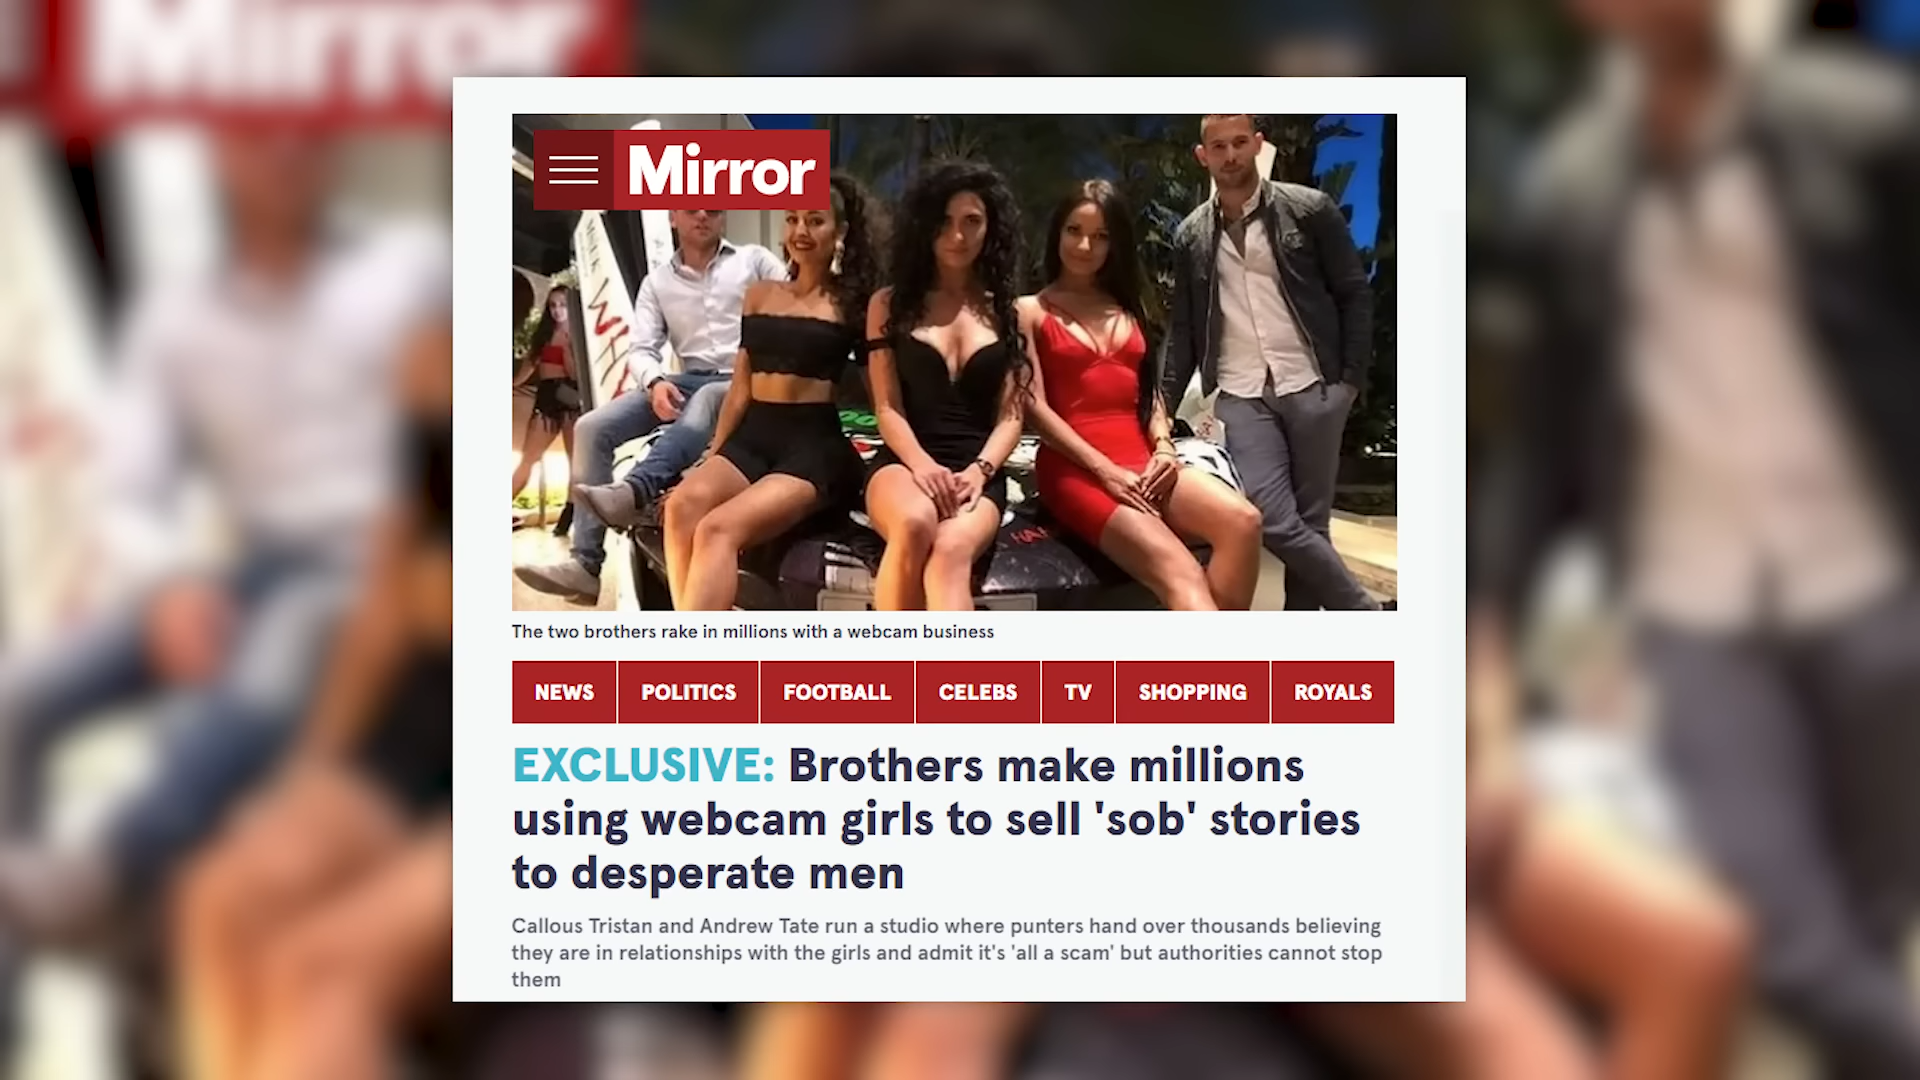 Mirror
Mirror
WHY
The two brothers rake in millions with a webcam business
NEWS POLITICS FOOTBALL CELEBS TV SHOPPING ROYALS
EXCLUSIVE: Brothers make millions
using webcam girls to sell 'sob' stories
to desperate men
Callous Tristan and Andrew Tate run a studio where punters hand over thousands believing
they are in relationships with the girls and admit it's 'all a scam' but authorities cannot stop
them